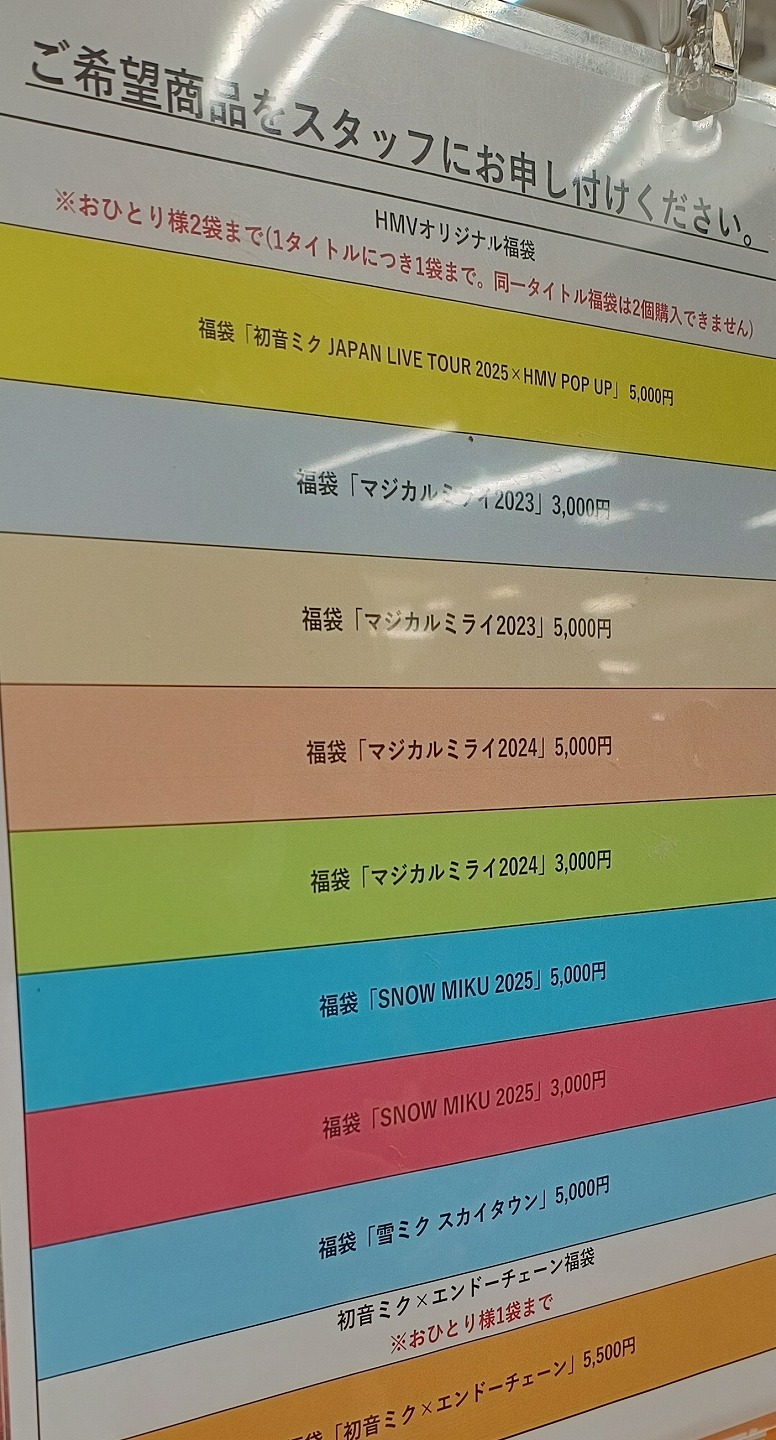 ご希望商品をスタッフにお申し付けください。
HMVオリジナル福袋
※おひとり様2袋まで(1タイトルにつき1袋まで。同一タイトル福袋は2個購入できません)
福袋「初音ミク JAPAN LIVE TOUR 2025×HMV POP UP」 5,000円
福袋「マジカルミライ2023」3,000円
福袋「マジカルミライ2023」5,000円
福袋「マジカルミライ2024」5,000円
福袋「マジカルミライ2024」3,000円
福袋「SNOW MIKU 2025」5,000円
福袋「SNOW MIKU 2025」3,000円
福袋「雪ミク スカイタウン」5,000円
初音ミク×エンドーチェーン福袋
※おひとり様1袋まで
袋「初音ミク×エンドーチェーン」5,500円